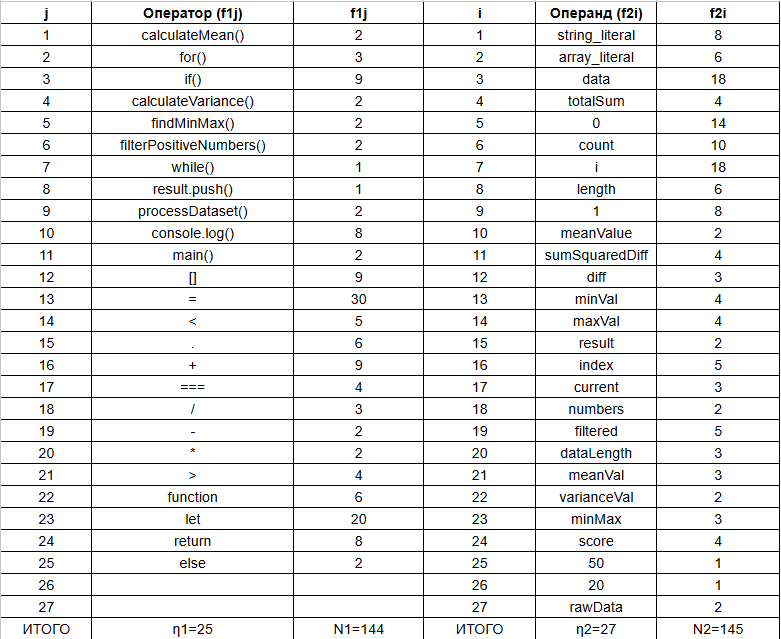 j Оператор (f1j) f1j i Операнд (f2i) f2i
1 calculateMean() 2 1 string_literal 8
2 for() 3 2 array_literal 6
3 if() 9 3 data 18
4 calculateVariance() 2 4 totalSum 4
5 findMinMax() 2 5 0 14
6 filterPositiveNumbers() 2 6 count 10
7 while() 1 7 i 18
8 result.push() 1 8 length 6
9 processDataset() 2 9 1 8
10 console.log() 8 10 meanValue 2
11 main() 2 11 sumSquaredDiff 4
12 [] 9 12 diff 3
13 = 30 13 minVal 4
14 < 5 14 maxVal 4
15 . 6 15 result 2
16 + 9 16 index 5
17 === 4 17 current 3
18 / 3 18 numbers 2
19 - 2 19 filtered 5
20 * 2 20 dataLength 3
21 > 4 21 meanVal 3
22 function 6 22 varianceVal 2
23 let 20 23 minMax 3
24 return 8 24 score 4
25 else 2 25 50 1
26 26 20 1
27 27 rawData 2
ИТОГО η1=25 N1=144 ИТОГО η2=27 N2=145